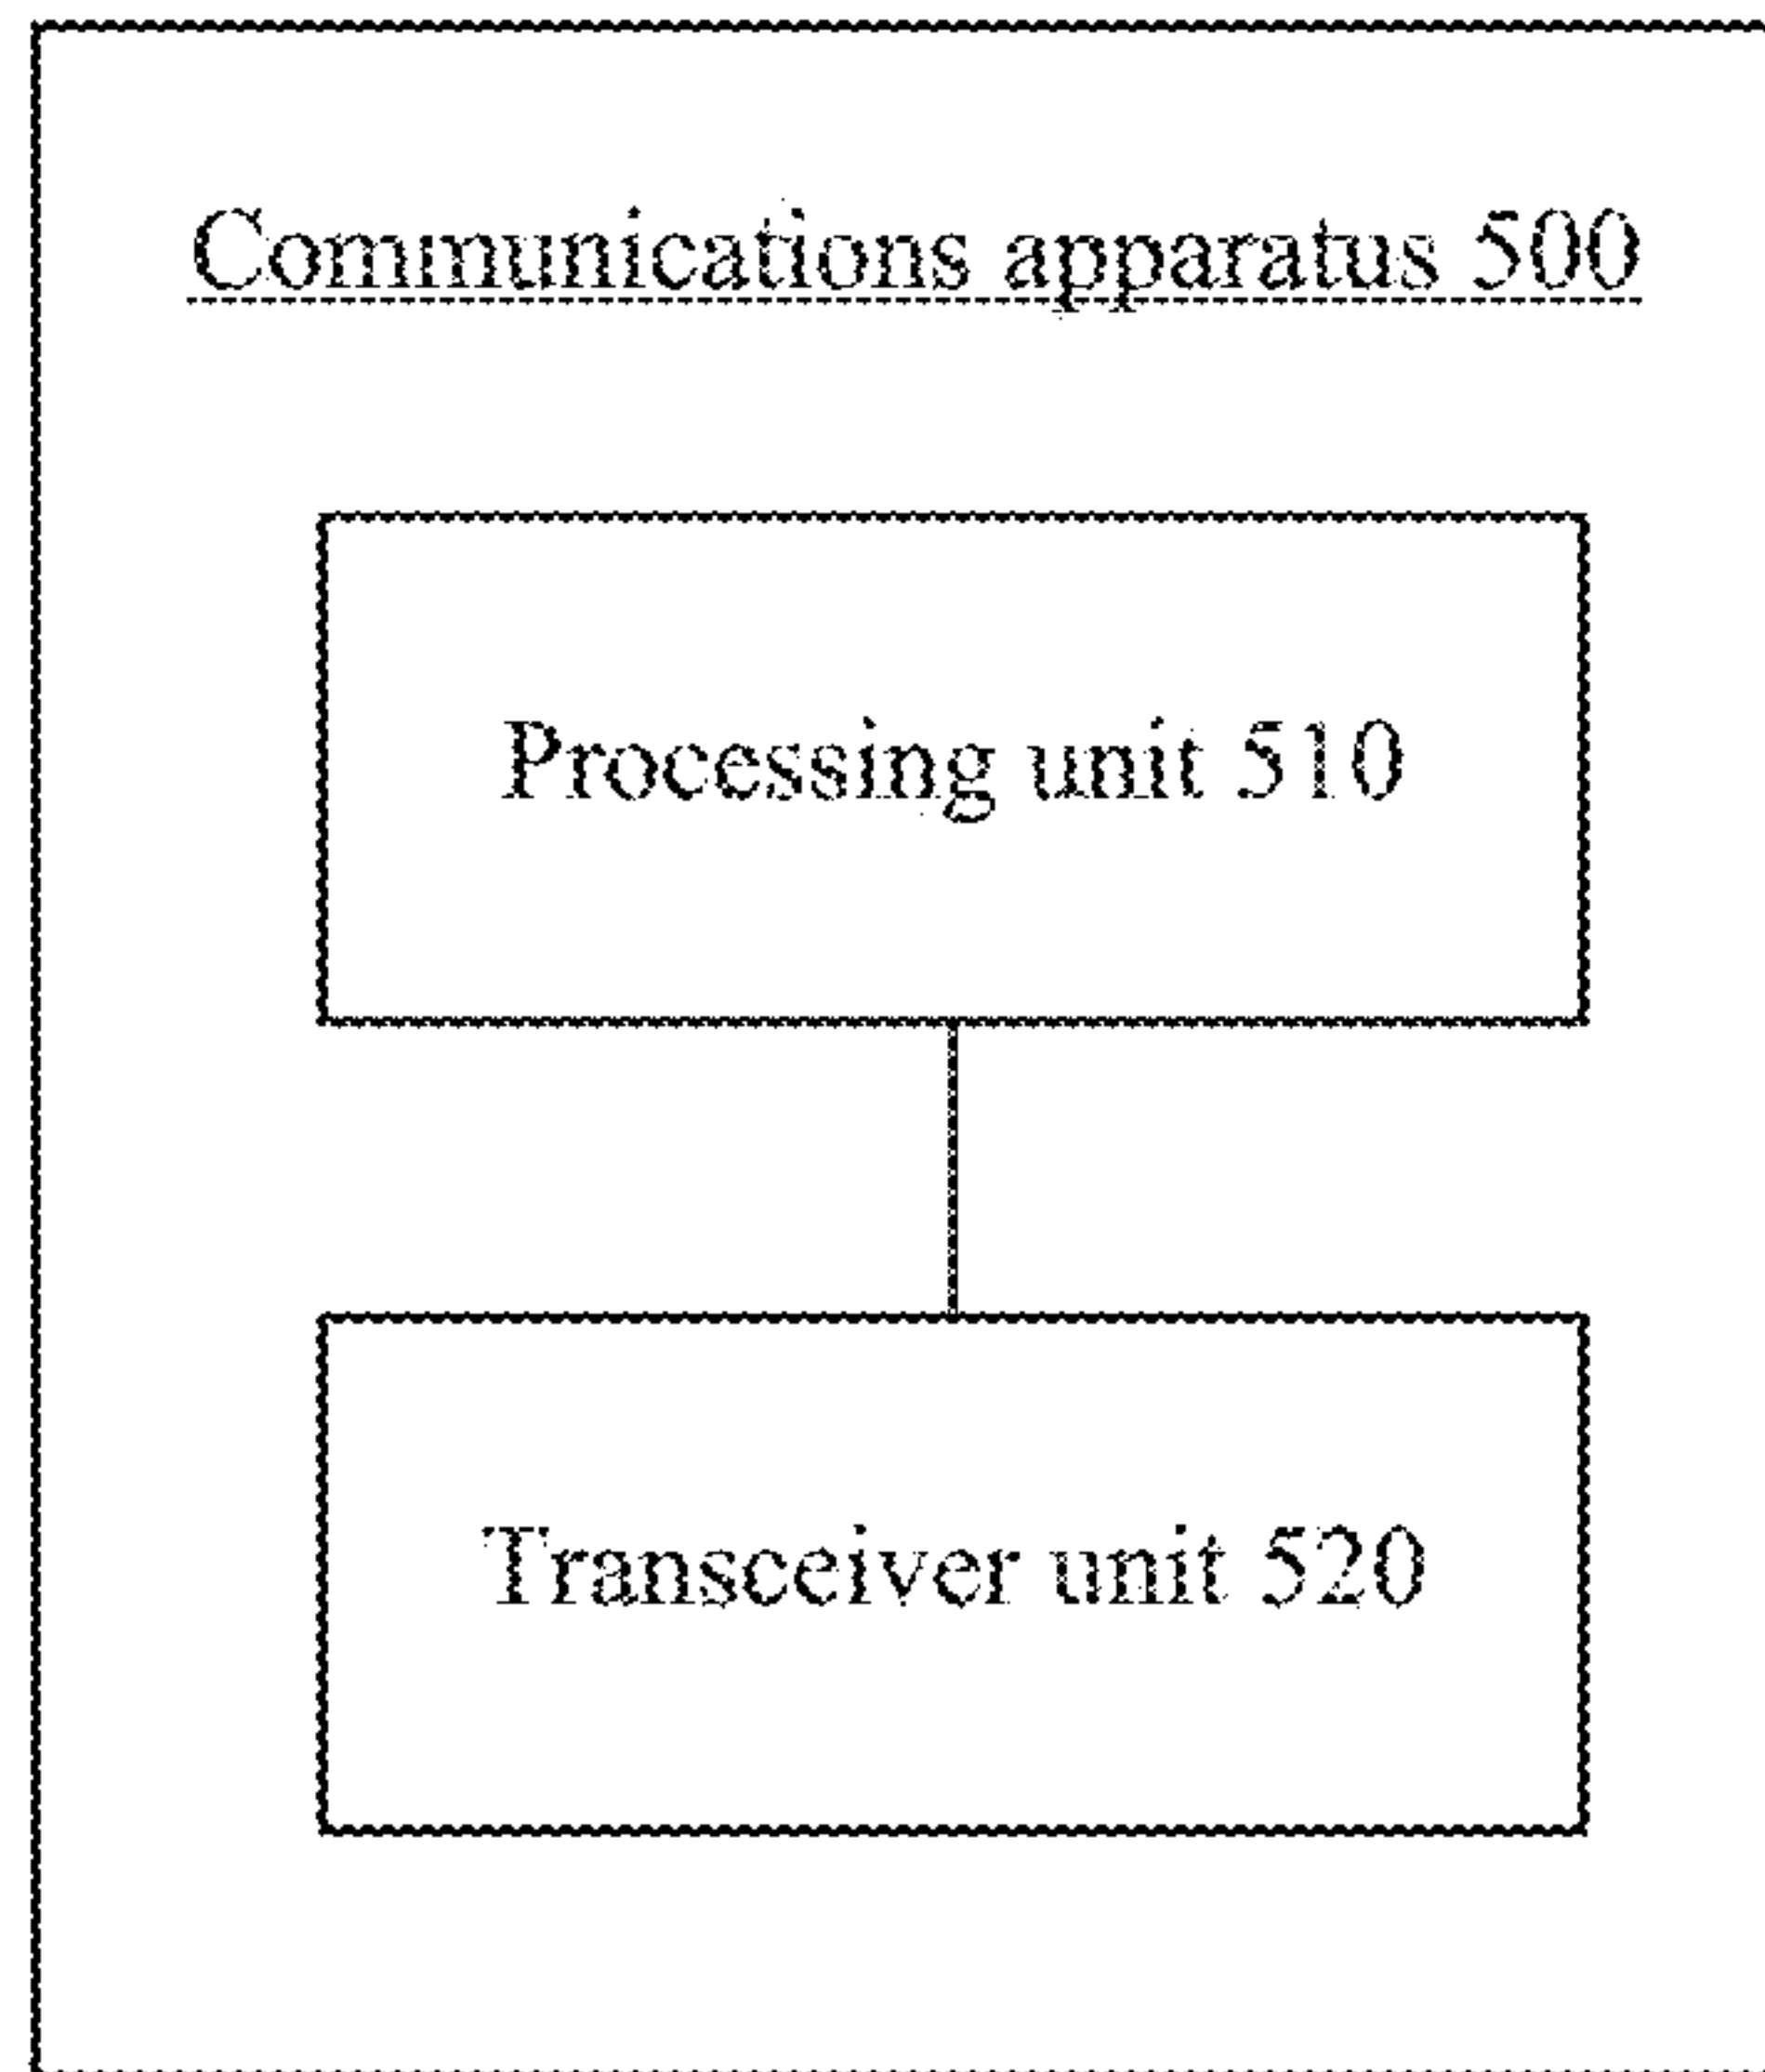 Communications apparatus 500
Processing unit 510
Transceiver unit 520